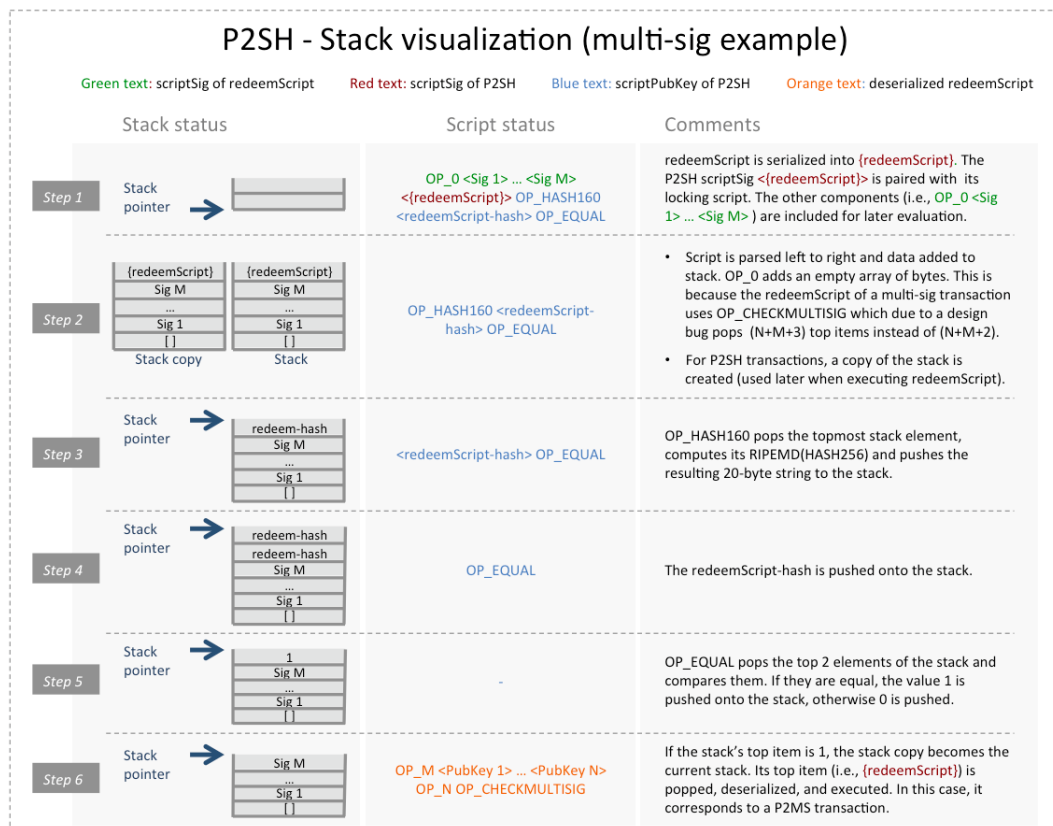 P2SH - Stack visualization (multi-sig example)
Green text: scriptSig of redeemScript
Red text: scriptSig of P2SH
Blue text: scriptPubKey of P2SH
Orange text: deserialized redeemScript
Stack status
Script status
Comments
Step 1
Stack
pointer
OP_0 <Sig 1> ... <Sig M>
<{redeemScript}> OP_HASH160
<redeemScript-hash> OP_EQUAL
redeemScript is serialized into {redeemScript}. The
P2SH scriptSig <{redeemScript}> is paired with its
locking script. The other components (i.e., OP_0 <Sig
1> ... <Sig M> ) are included for later evaluation.
Step 2
{redeemScript}
Sig M
...
Sig 1
[ ]
Stack copy
{redeemScript}
Sig M
...
Sig 1
[ ]
Stack
OP_HASH160 <redeemScript-
hash> OP_EQUAL
• Script is parsed left to right and data added to
stack. OP_0 adds an empty array of bytes. This is
because the redeemScript of a multi-sig transaction
uses OP_CHECKMULTISIG which due to a design
bug pops (N+M+3) top items instead of (N+M+2).
• For P2SH transactions, a copy of the stack is
created (used later when executing redeemScript).
Step 3
Stack
pointer
redeem-hash
Sig M
...
Sig 1
[ ]
<redeemScript-hash> OP_EQUAL
OP_HASH160 pops the topmost stack element,
computes its RIPEMD(HASH256) and pushes the
resulting 20-byte string to the stack.
Step 4
Stack
pointer
redeem-hash
redeem-hash
Sig M
...
Sig 1
[ ]
OP_EQUAL
The redeemScript-hash is pushed onto the stack.
Step 5
Stack
pointer
1
Sig M
...
Sig 1
[ ]
-
OP_EQUAL pops the top 2 elements of the stack and
compares them. If they are equal, the value 1 is
pushed onto the stack, otherwise 0 is pushed.
Step 6
Stack
pointer
Sig M
...
Sig 1
[ ]
OP_M <PubKey 1> ... <PubKey N>
OP_N OP_CHECKMULTISIG
If the stack's top item is 1, the stack copy becomes the
current stack. Its top item (i.e., {redeemScript}) is
popped, deserialized, and executed. In this case, it
corresponds to a P2MS transaction.